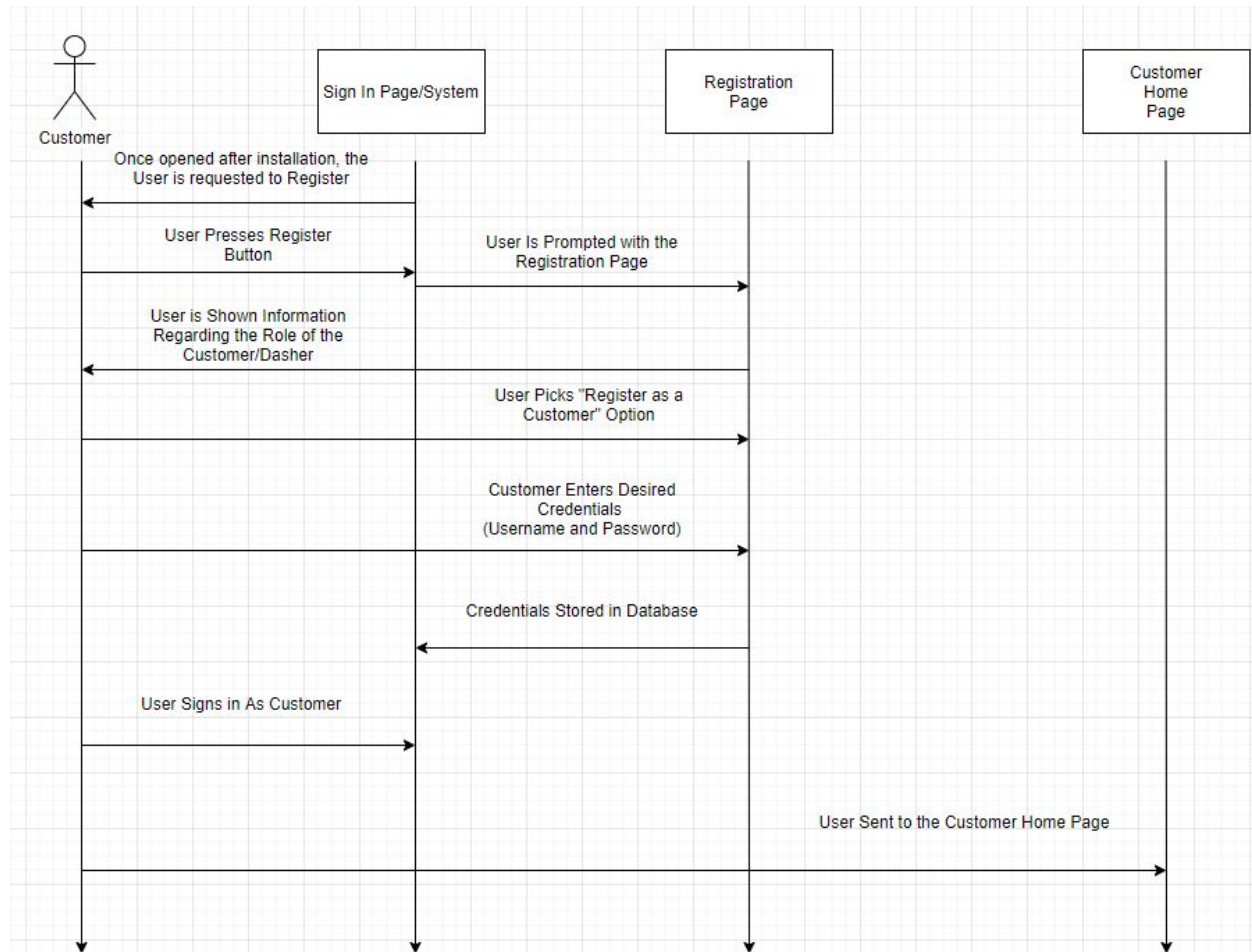 Customer
Sign In Page/System
Registration
Page
Customer
Home
Page
Once opened after installation, the
User is requested to Register
User Presses Register
Button
User Is Prompted with the
Registration Page
User is Shown Information
Regarding the Role of the
Customer/Dasher
User Picks "Register as a
Customer" Option
Customer Enters Desired
Credentials
(Username and Password)
Credentials Stored in Database
User Signs in As Customer
User Sent to the Customer Home Page